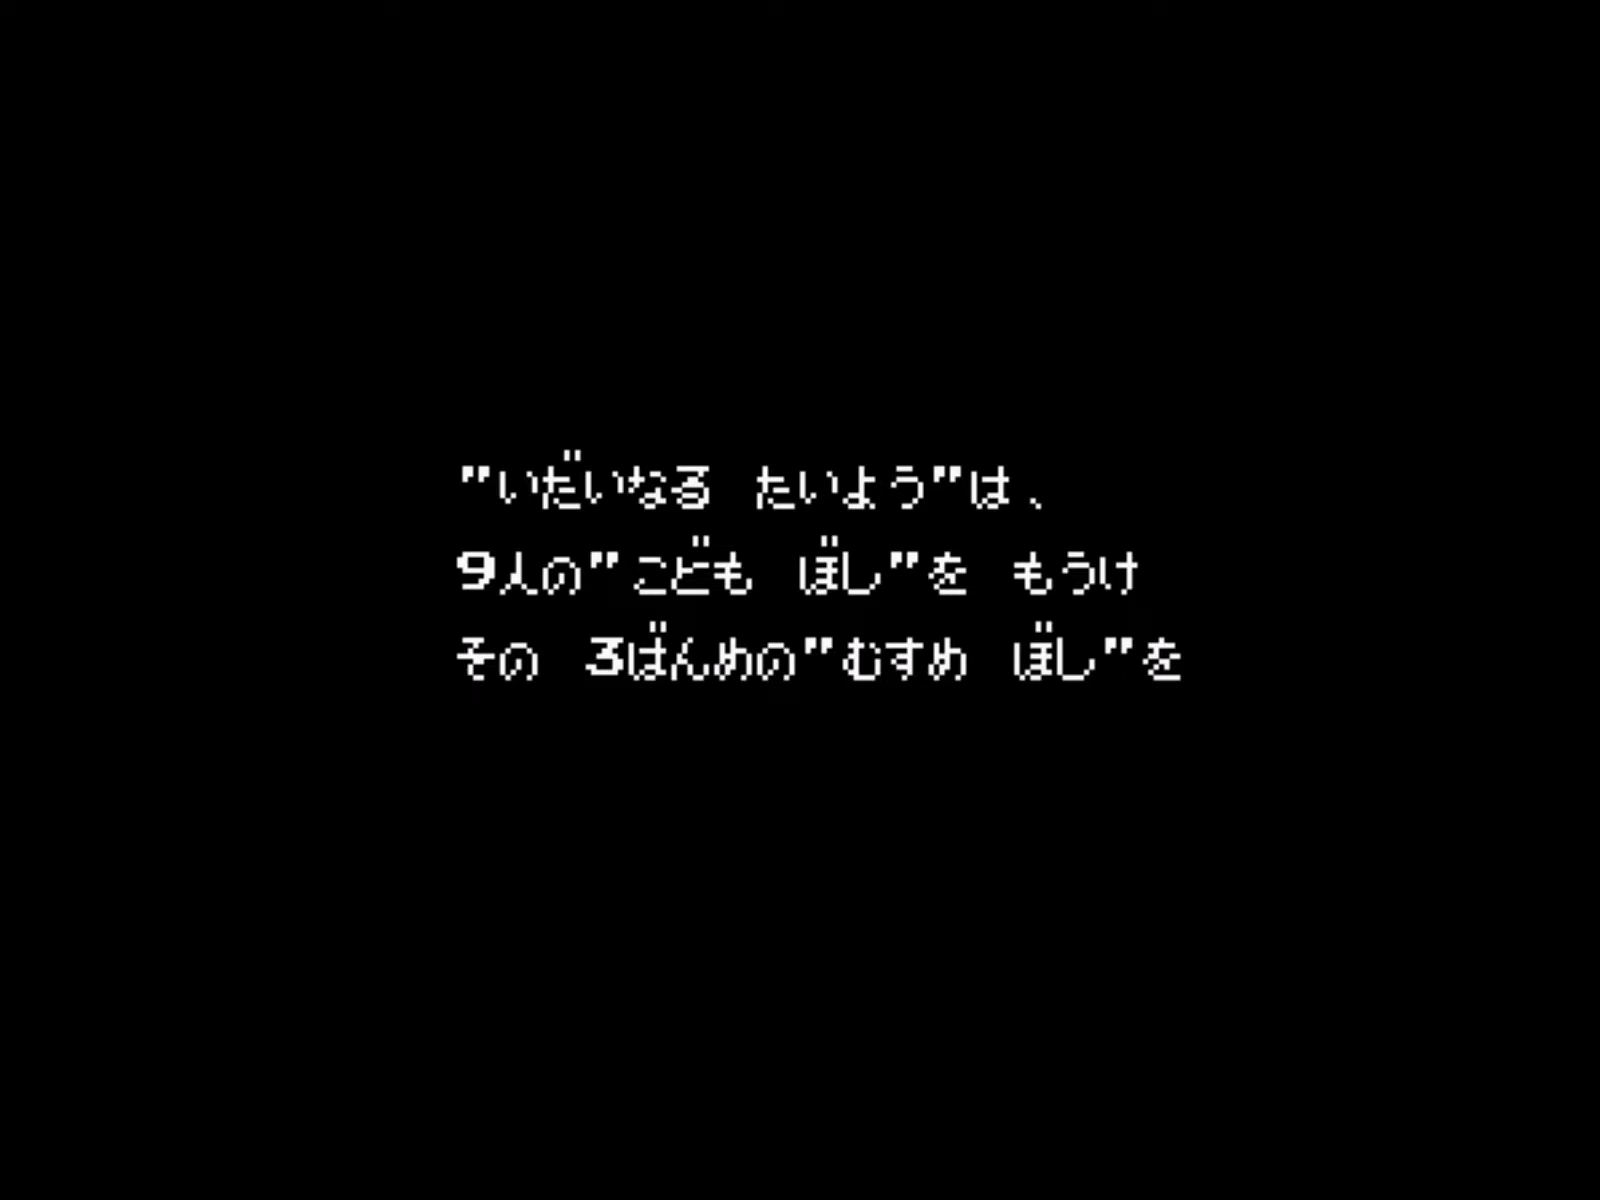 "いだいなる たいよう"は、
9人の"こども ぼし"を もうけ
その 3ばんめの"むすめ ぼし"を